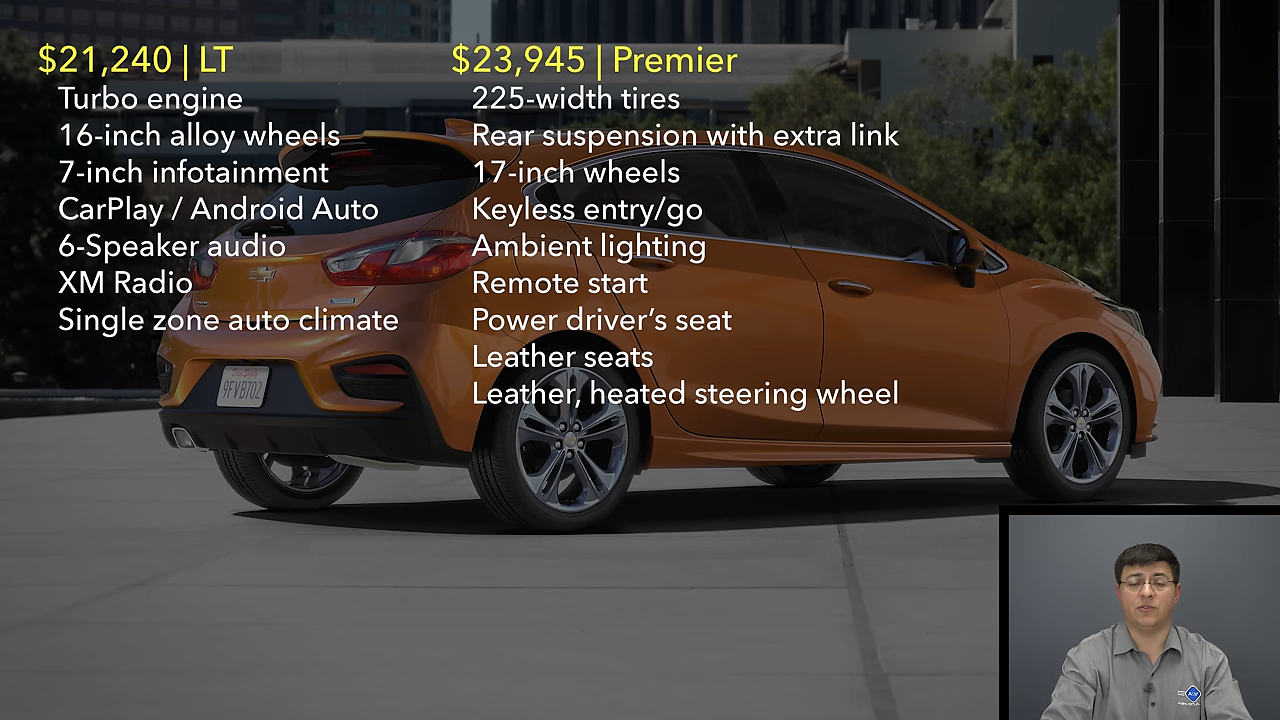 $21,240 | LT
Turbo engine
16-inch alloy wheels
7-inch infotainment
CarPlay / Android Auto
6-Speaker audio
XM Radio
Single zone auto climate
$23,945 | Premier
225-width tires
Rear suspension with extra link
17-inch wheels
Keyless entry/go
Ambient lighting
Remote start
Power driver’s seat
Leather seats
Leather, heated steering wheel
9FVB702